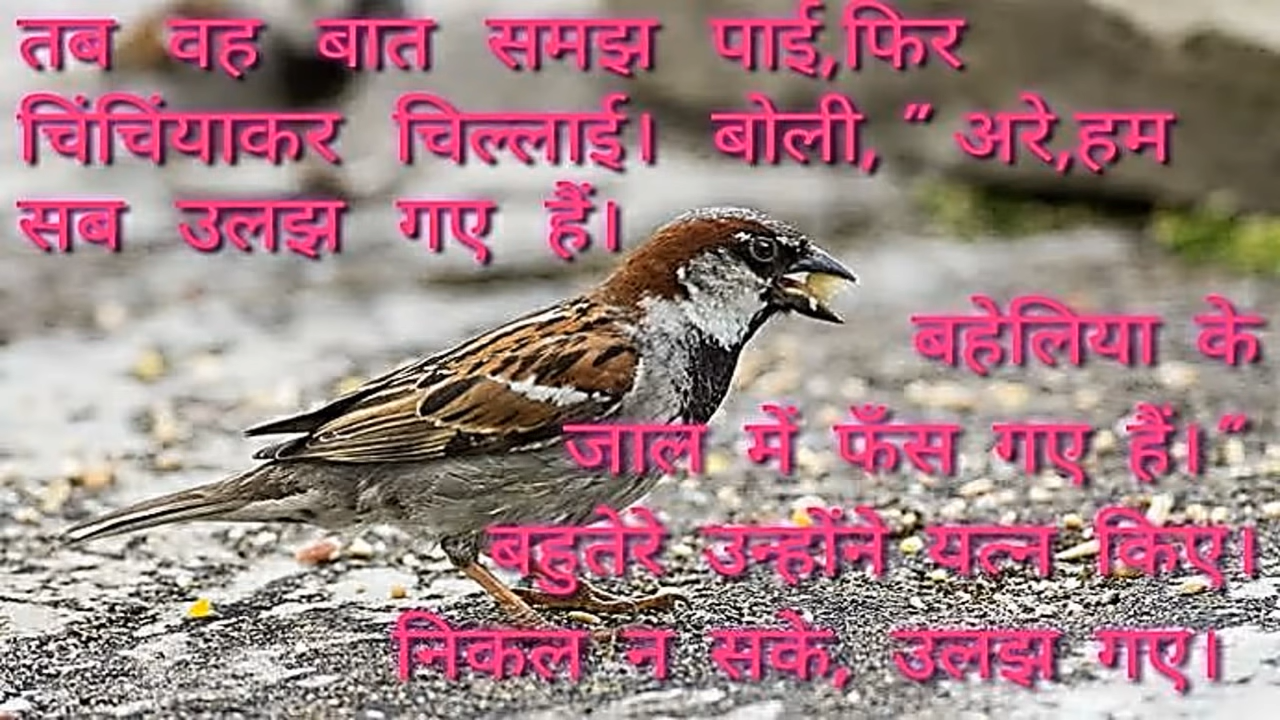 तब वह बात समझ पाई,फिर
चिंचिंयाकर चिल्लाई। बोली, " अरे,हम
सब उलझ गए हैं।
बहेलिया के
जाल में फँस गए हैं।"
बहुतेरे उन्होंने यत्न किए।
निकल न सके, उलझ गए।